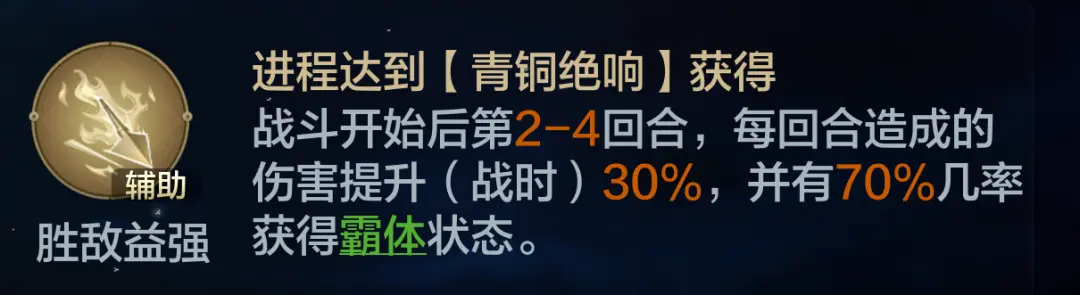 进程达到【青铜绝响】获得
战斗开始后第2-4回合，每回合造成的
伤害提升（战时）30%，并有70%几率
获得霸体状态。
辅助
胜敌益强